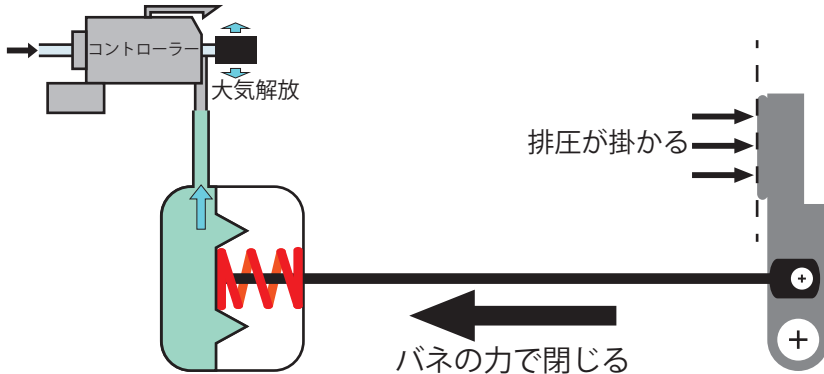 コントローラー
大気解放
排圧が掛かる
バネの力で閉じる